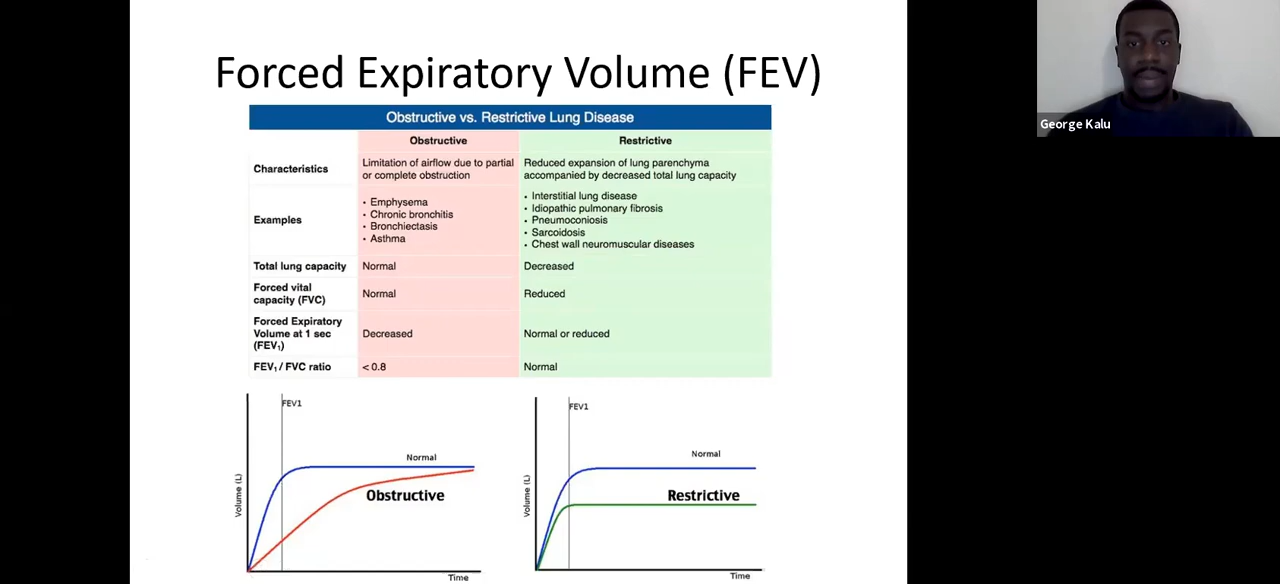 Forced Expiratory Volume (FEV)
George Kalu
Obstructive vs. Restrictive Lung Disease
Obstructive Restrictive
Characteristics
Limitation of airflow due to partial
or complete obstruction
Reduced expansion of lung parenchyma
accompanied by decreased total lung capacity
Examples
• Emphysema
• Chronic bronchitis
• Bronchiectasis
• Asthma
• Interstitial lung disease
• Idiopathic pulmonary fibrosis
• Pneumoconiosis
• Sarcoidosis
• Chest wall neuromuscular diseases
Total lung capacity Normal Decreased
Forced vital
capacity (FVC)
Normal Reduced
Forced Expiratory
Volume at 1 sec
(FEV₁)
Decreased Normal or reduced
FEV₁ / FVC ratio < 0.8 Normal
FEV1
Normal
Obstructive
Volume (L)
Time
FEV1
Normal
Restrictive
Volume (L)
Time